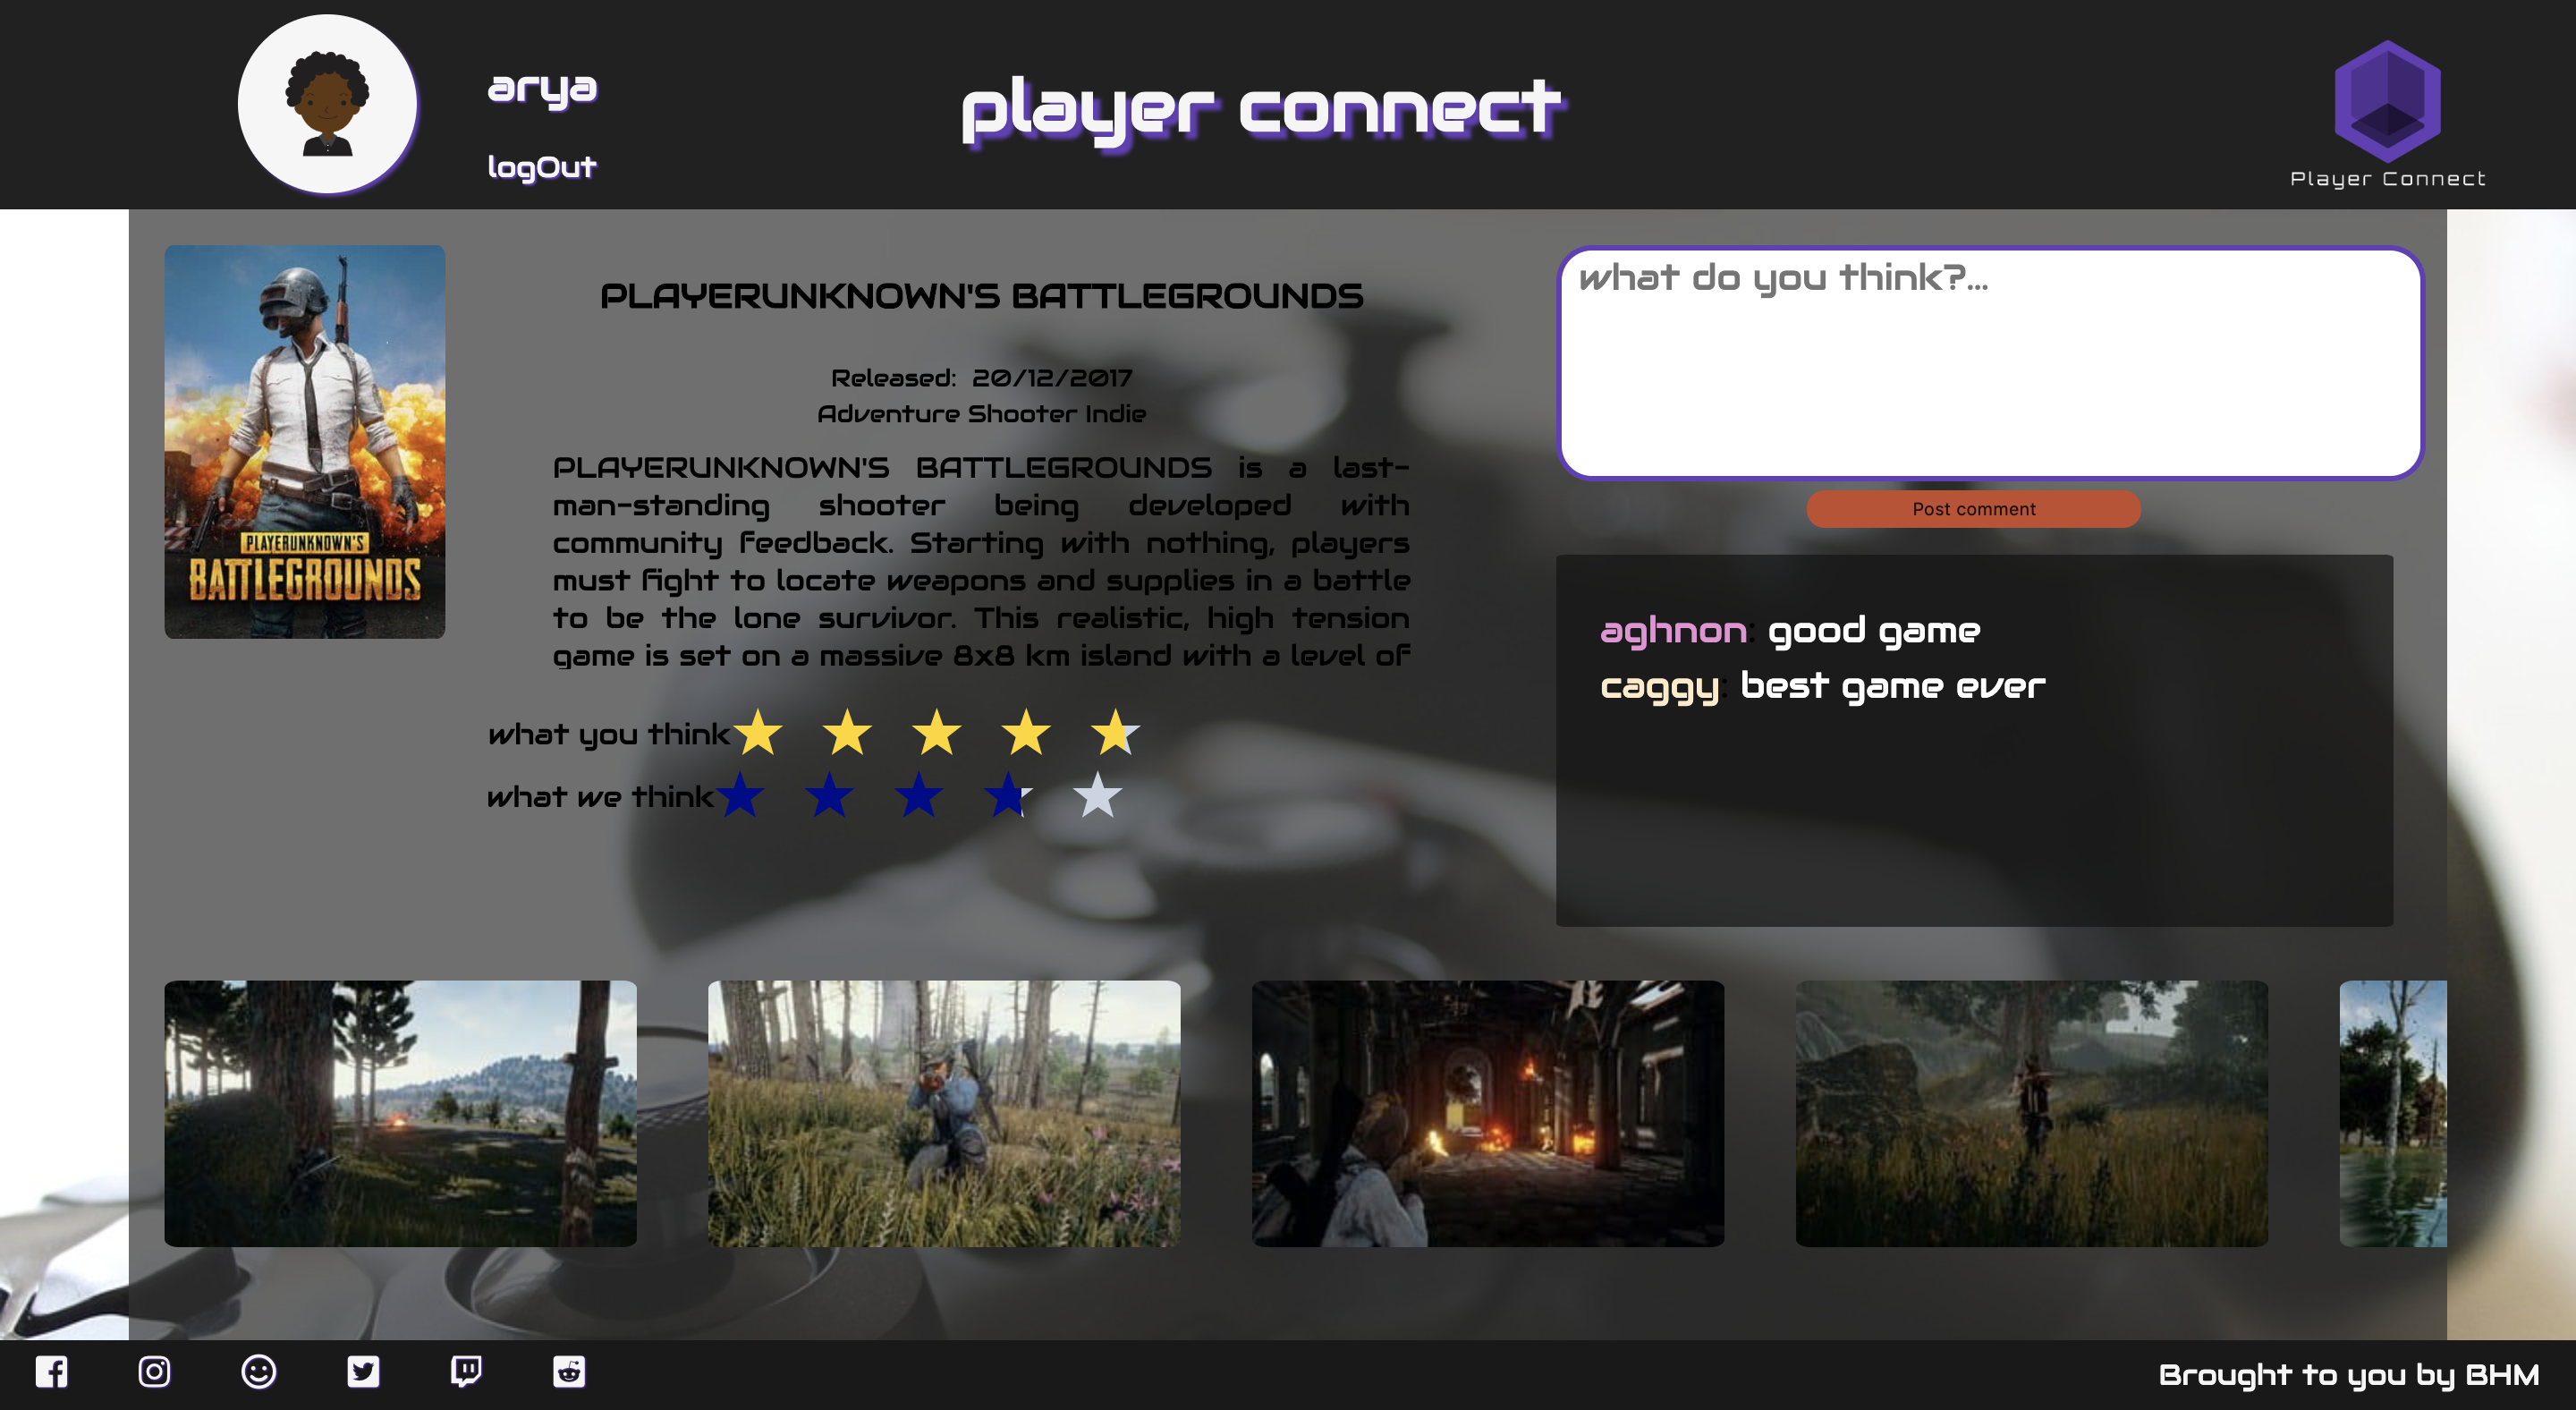 arya
logOut
player connect
Player Connect
PLAYERUNKNOWN'S
BATTLEGROUNDS
PLAYERUNKNOWN'S BATTLEGROUNDS
Released: 20/12/2017
Adventure Shooter Indie
PLAYERUNKNOWN'S BATTLEGROUNDS is a last-
man-standing shooter being developed with
community feedback. Starting with nothing, players
must fight to locate weapons and supplies in a battle
to be the lone survivor. This realistic, high tension
game is set on a massive 8x8 km island with a level of
what you think
what we think
what do you think?...
Post comment
aghnon: good game
caggy: best game ever
Brought to you by BHM